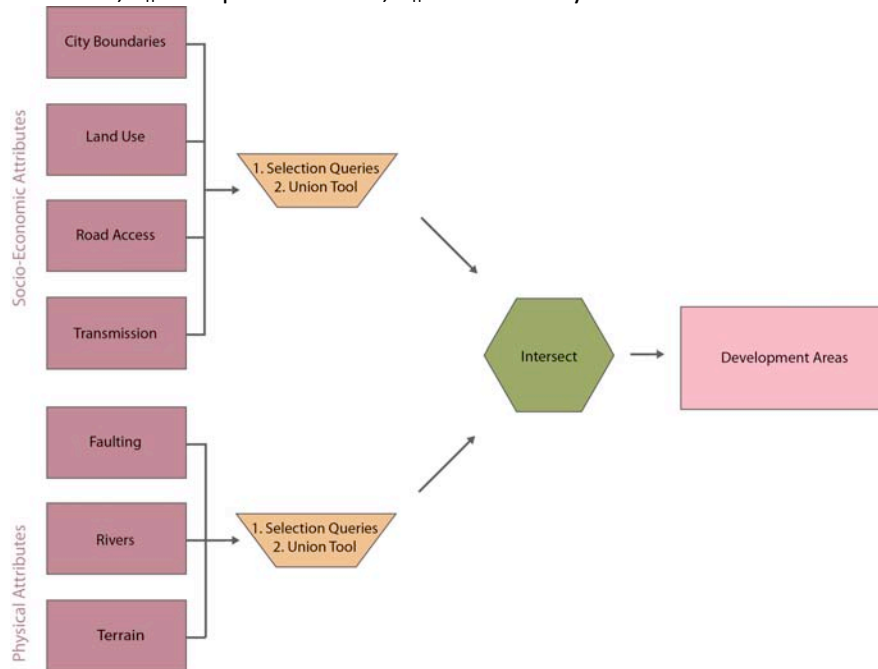 City Boundaries
Land Use
Road Access
Transmission
Socio-Economic Attributes
1. Selection Queries
2. Union Tool
Faulting
Rivers
Terrain
Physical Attributes
1. Selection Queries
2. Union Tool
Intersect
Development Areas